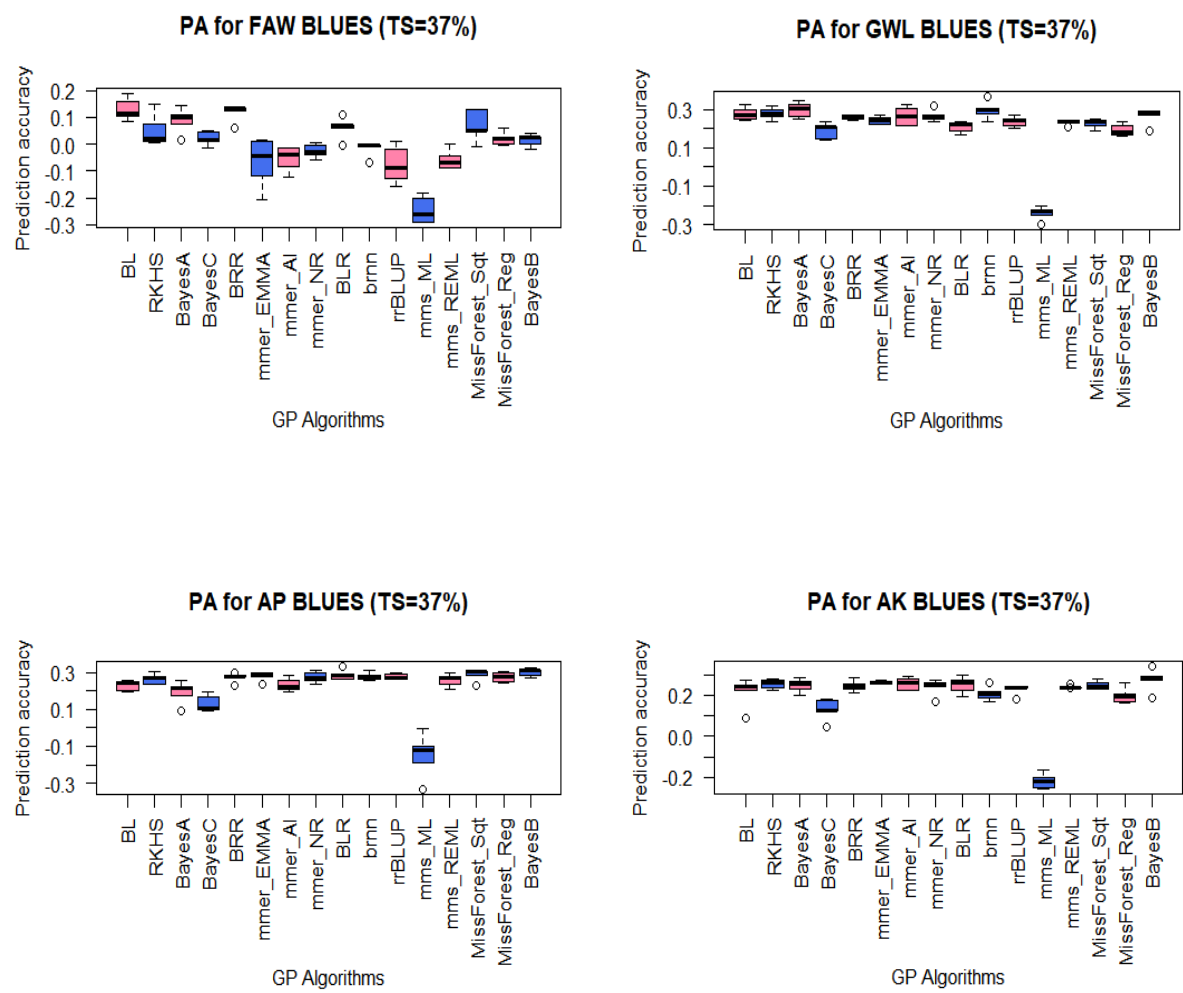 PA for FAW BLUES (TS=37%)
Prediction accuracy
0.2
0.1
0.0
-0.1
-0.2
-0.3
BL
RKHS
BayesA
BayesC
BRR
mmer_EMMA
mmer_AI
mmer_NR
BLR
brnn
rrBLUP
mms_ML
mms_REML
MissForest_Sqt
MissForest_Reg
BayesB
GP Algorithms
PA for GWL BLUES (TS=37%)
Prediction accuracy
0.3
0.1
-0.1
-0.3
BL
RKHS
BayesA
BayesC
BRR
mmer_EMMA
mmer_AI
mmer_NR
BLR
brnn
rrBLUP
mms_ML
mms_REML
MissForest_Sqt
MissForest_Reg
BayesB
GP Algorithms
PA for AP BLUES (TS=37%)
Prediction accuracy
0.3
0.1
-0.1
-0.3
BL
RKHS
BayesA
BayesC
BRR
mmer_EMMA
mmer_AI
mmer_NR
BLR
brnn
rrBLUP
mms_ML
mms_REML
MissForest_Sqt
MissForest_Reg
BayesB
GP Algorithms
PA for AK BLUES (TS=37%)
Prediction accuracy
0.2
0.0
-0.2
BL
RKHS
BayesA
BayesC
BRR
mmer_EMMA
mmer_AI
mmer_NR
BLR
brnn
rrBLUP
mms_ML
mms_REML
MissForest_Sqt
MissForest_Reg
BayesB
GP Algorithms